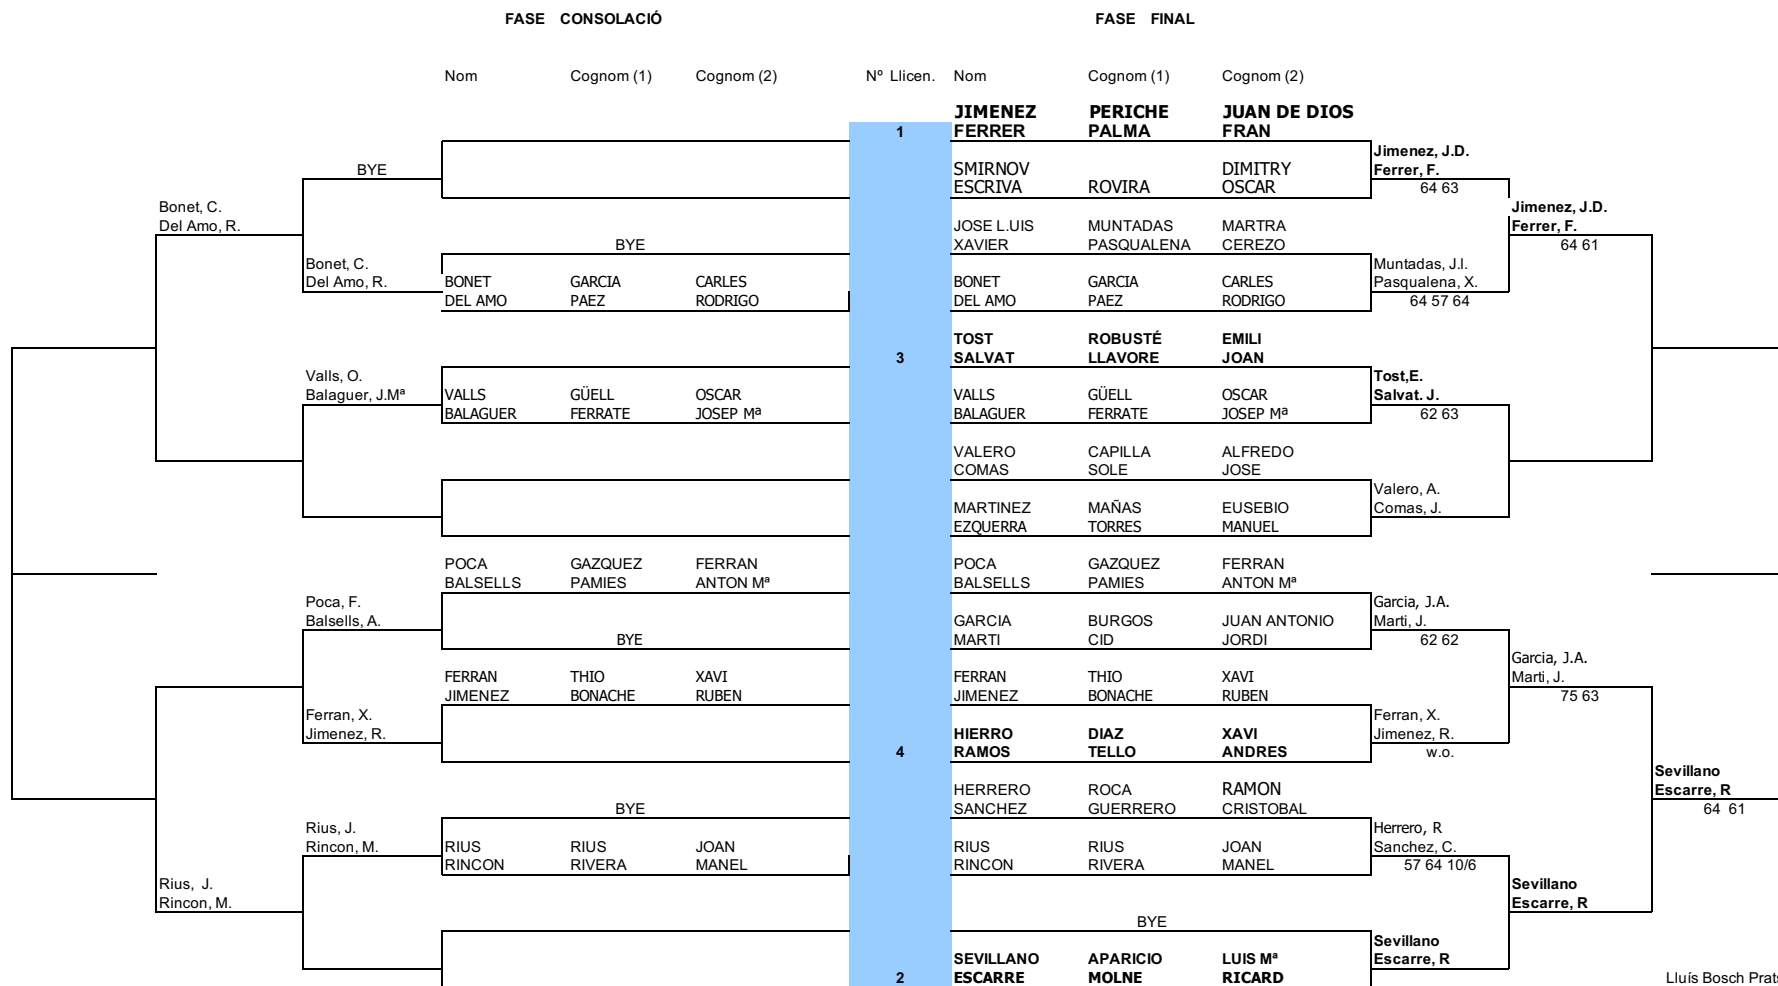 FASE CONSOLACIÓ FASE FINAL
Nom Cognom (1) Cognom (2) Nº Llicen. Nom Cognom (1) Cognom (2)
JIMENEZ PERICHE JUAN DE DIOS
1 FERRER PALMA FRAN
Jimenez, J.D.
BYE SMIRNOV DIMITRY Ferrer, F.
ESCRIVA ROVIRA OSCAR 64 63
Bonet, C. Jimenez, J.D.
Del Amo, R. JOSE L.UIS MUNTADAS MARTRA Ferrer, F.
BYE XAVIER PASQUALENA CEREZO 64 61
Bonet, C. Muntadas, J.l.
Del Amo, R. BONET GARCIA CARLES BONET GARCIA CARLES Pasqualena, X.
DEL AMO PAEZ RODRIGO DEL AMO PAEZ RODRIGO 64 57 64
TOST ROBUSTÉ EMILI
3 SALVAT LLAVORE JOAN
Valls, O. Tost,E.
Balaguer, J.Mª VALLS GÜELL OSCAR VALLS GÜELL OSCAR Salvat. J.
BALAGUER FERRATE JOSEP Mª BALAGUER FERRATE JOSEP Mª 62 63
VALERO CAPILLA ALFREDO
COMAS SOLE JOSE
Valero, A.
MARTINEZ MAÑAS EUSEBIO Comas, J.
EZQUERRA TORRES MANUEL
POCA GAZQUEZ FERRAN POCA GAZQUEZ FERRAN
BALSELLS PAMIES ANTON Mª BALSELLS PAMIES ANTON Mª
Poca, F. Garcia, J.A.
Balsells, A. GARCIA BURGOS JUAN ANTONIO Marti, J.
BYE MARTI CID JORDI 62 62
Garcia, J.A.
FERRAN THIO XAVI FERRAN THIO XAVI Marti, J.
JIMENEZ BONACHE RUBEN JIMENEZ BONACHE RUBEN 75 63
Ferran, X. Ferran, X.
Jimenez, R. HIERRO DIAZ XAVI Jimenez, R.
4 RAMOS TELLO ANDRES w.o.
Sevillano
HERRERO ROCA RAMON Escarre, R
BYE SANCHEZ GUERRERO CRISTOBAL 64 61
Rius, J. Herrero, R
Rincon, M. RIUS RIUS JOAN RIUS RIUS JOAN Sanchez, C.
RINCON RIVERA MANEL RINCON RIVERA MANEL 57 64 10/6
Rius, J. Sevillano
Rincon, M. Escarre, R
BYE
Sevillano
SEVILLANO APARICIO LUIS Mª Escarre, R
2 ESCARRE MOLNE RICARD Lluís Bosch Prats